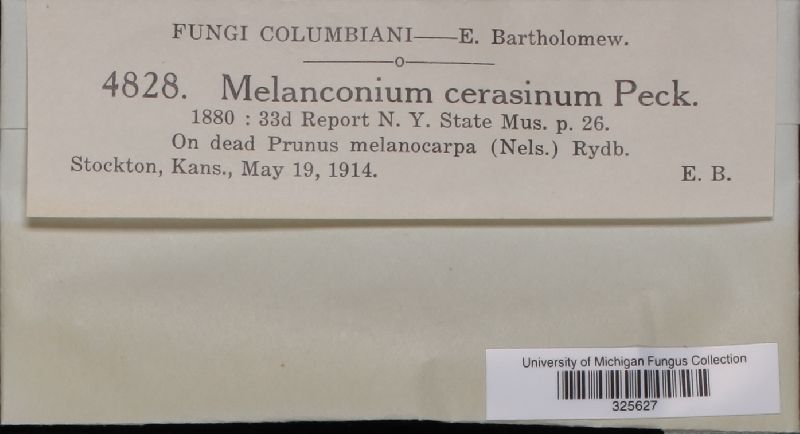 FUNGI COLUMBIANI——E. Bartholomew.
4828. Melanconium cerasinum Peck.
1880 : 33d Report N. Y. State Mus. p. 26.
On dead Prunus melanocarpa (Nels.) Rydb.
Stockton, Kans., May 19, 1914. E. B.
University of Michigan Fungus Collection
325627